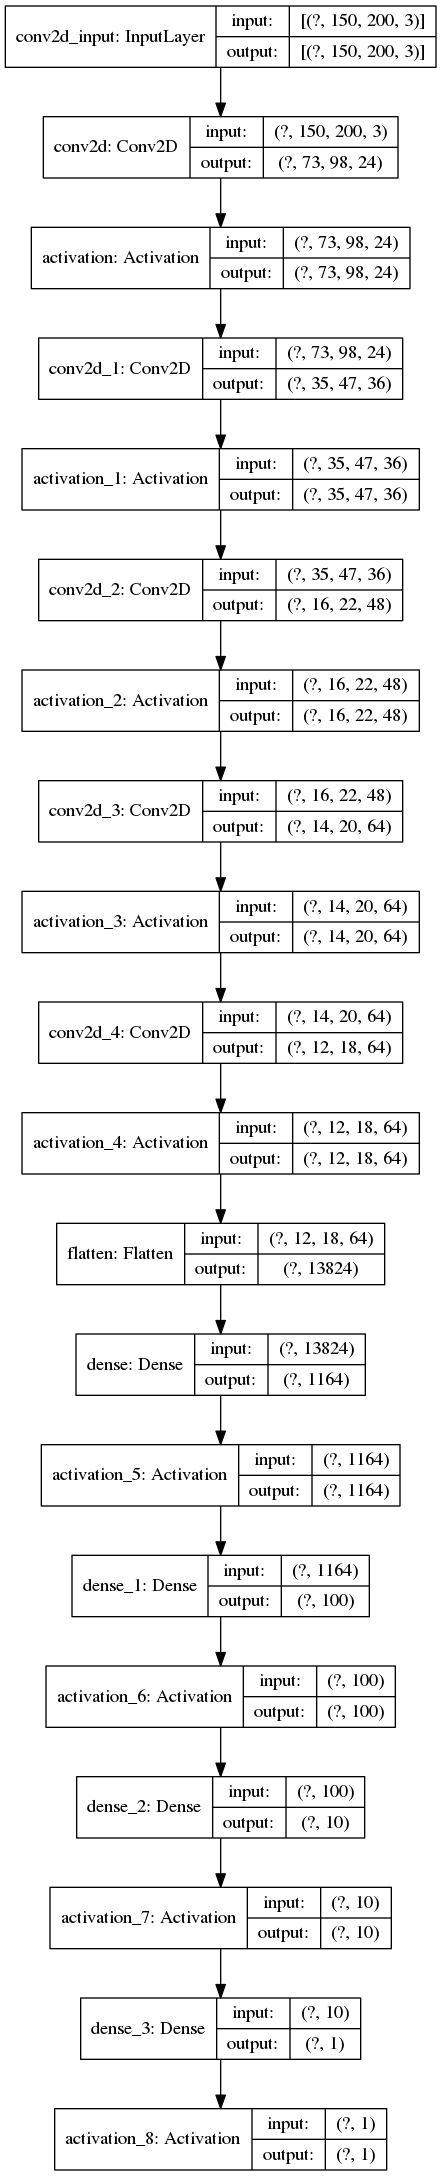 conv2d_input: InputLayer
input: [(?, 150, 200, 3)]
output: [(?, 150, 200, 3)]
conv2d: Conv2D
input: (?, 150, 200, 3)
output: (?, 73, 98, 24)
activation: Activation
input: (?, 73, 98, 24)
output: (?, 73, 98, 24)
conv2d_1: Conv2D
input: (?, 73, 98, 24)
output: (?, 35, 47, 36)
activation_1: Activation
input: (?, 35, 47, 36)
output: (?, 35, 47, 36)
conv2d_2: Conv2D
input: (?, 35, 47, 36)
output: (?, 16, 22, 48)
activation_2: Activation
input: (?, 16, 22, 48)
output: (?, 16, 22, 48)
conv2d_3: Conv2D
input: (?, 16, 22, 48)
output: (?, 14, 20, 64)
activation_3: Activation
input: (?, 14, 20, 64)
output: (?, 14, 20, 64)
conv2d_4: Conv2D
input: (?, 14, 20, 64)
output: (?, 12, 18, 64)
activation_4: Activation
input: (?, 12, 18, 64)
output: (?, 12, 18, 64)
flatten: Flatten
input: (?, 12, 18, 64)
output: (?, 13824)
dense: Dense
input: (?, 13824)
output: (?, 1164)
activation_5: Activation
input: (?, 1164)
output: (?, 1164)
dense_1: Dense
input: (?, 1164)
output: (?, 100)
activation_6: Activation
input: (?, 100)
output: (?, 100)
dense_2: Dense
input: (?, 100)
output: (?, 10)
activation_7: Activation
input: (?, 10)
output: (?, 10)
dense_3: Dense
input: (?, 10)
output: (?, 1)
activation_8: Activation
input: (?, 1)
output: (?, 1)